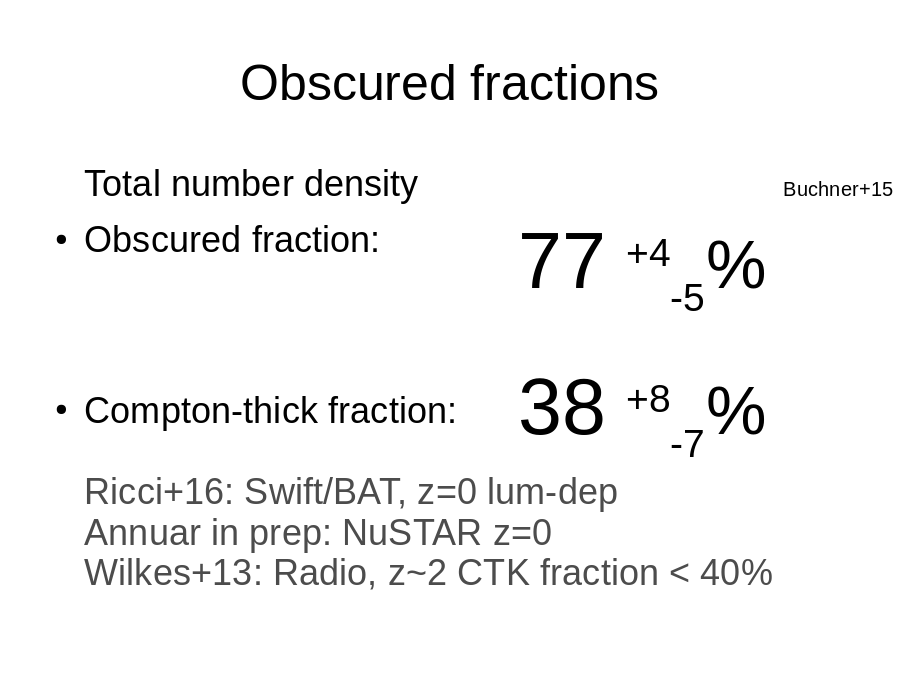 Obscured fractions
Total number density
Buchner+15
• Obscured fraction: 77 +4 -5 %
• Compton-thick fraction: 38 +8 -7 %
Ricci+16: Swift/BAT, z=0 lum-dep
Annuar in prep: NuSTAR z=0
Wilkes+13: Radio, z~2 CTK fraction < 40%